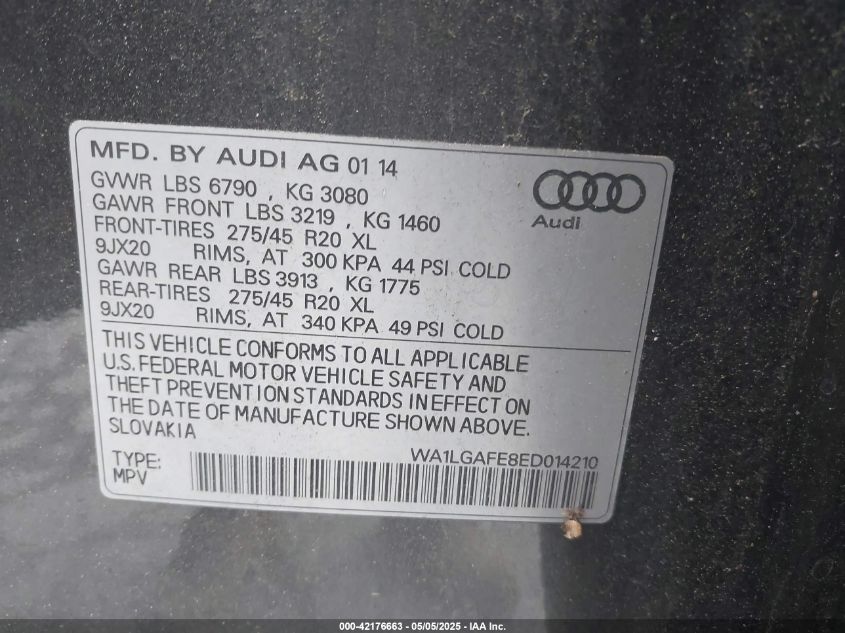 MFD. BY AUDI AG 01 14
GVWR LBS 6790 , KG 3080
GAWR FRONT LBS 3219 , KG 1460
FRONT-TIRES 275/45 R20 XL
9JX20 RIMS, AT 300 KPA 44 PSI COLD
GAWR REAR LBS 3913 , KG 1775
REAR-TIRES 275/45 R20 XL
9JX20 RIMS, AT 340 KPA 49 PSI COLD
Audi
THIS VEHICLE CONFORMS TO ALL APPLICABLE
U.S. FEDERAL MOTOR VEHICLE SAFETY AND
THEFT PREVENTION STANDARDS IN EFFECT ON
THE DATE OF MANUFACTURE SHOWN ABOVE.
SLOVAKIA
WA1LGAFE8ED014210
TYPE:
MPV
000-42176663 - 05/05/2025 - IAA Inc.